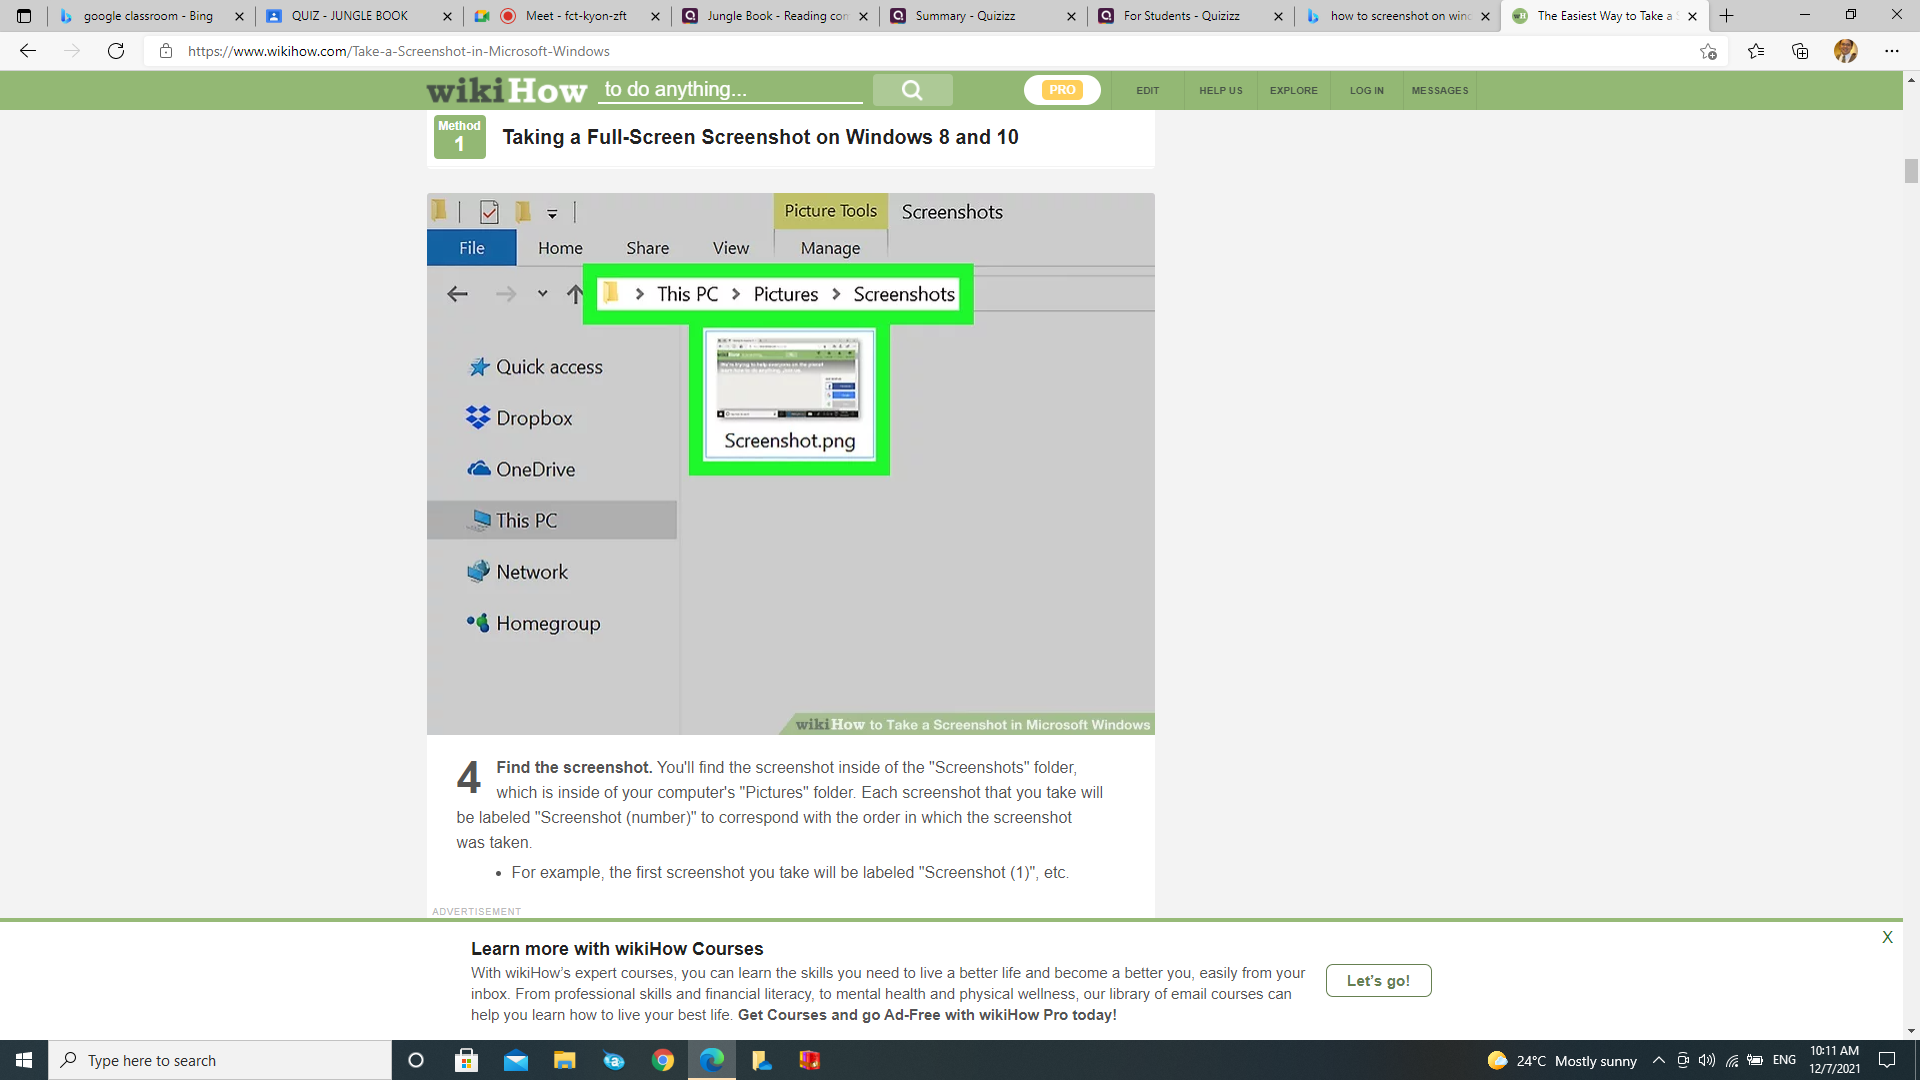 google classroom - Bing
QUIZ - JUNGLE BOOK
Meet - fct-kyon-zft
Jungle Book - Reading com
Summary - Quizizz
For Students - Quizizz
how to screenshot on wind
The Easiest Way to Take a S
https://www.wikihow.com/Take-a-Screenshot-in-Microsoft-Windows
wikiHow to do anything...
PRO
EDIT
HELP US
EXPLORE
LOG IN
MESSAGES
Method
1
Taking a Full-Screen Screenshot on Windows 8 and 10
Picture Tools
Screenshots
File
Home
Share
View
Manage
This PC > Pictures > Screenshots
Quick access
Dropbox
OneDrive
This PC
Network
Homegroup
Screenshot.png
wikiHow to Take a Screenshot in Microsoft Windows
4 Find the screenshot. You'll find the screenshot inside of the "Screenshots" folder,
which is inside of your computer's "Pictures" folder. Each screenshot that you take will
be labeled "Screenshot (number)" to correspond with the order in which the screenshot
was taken.
• For example, the first screenshot you take will be labeled "Screenshot (1)", etc.
ADVERTISEMENT
Learn more with wikiHow Courses
X
With wikiHow's expert courses, you can learn the skills you need to live a better life and become a better you, easily from your
inbox. From professional skills and financial literacy, to mental health and physical wellness, our library of email courses can
help you learn how to live your best life. Get Courses and go Ad-Free with wikiHow Pro today!
Let's go!
Type here to search
24°C Mostly sunny
ENG
10:11 AM
12/7/2021